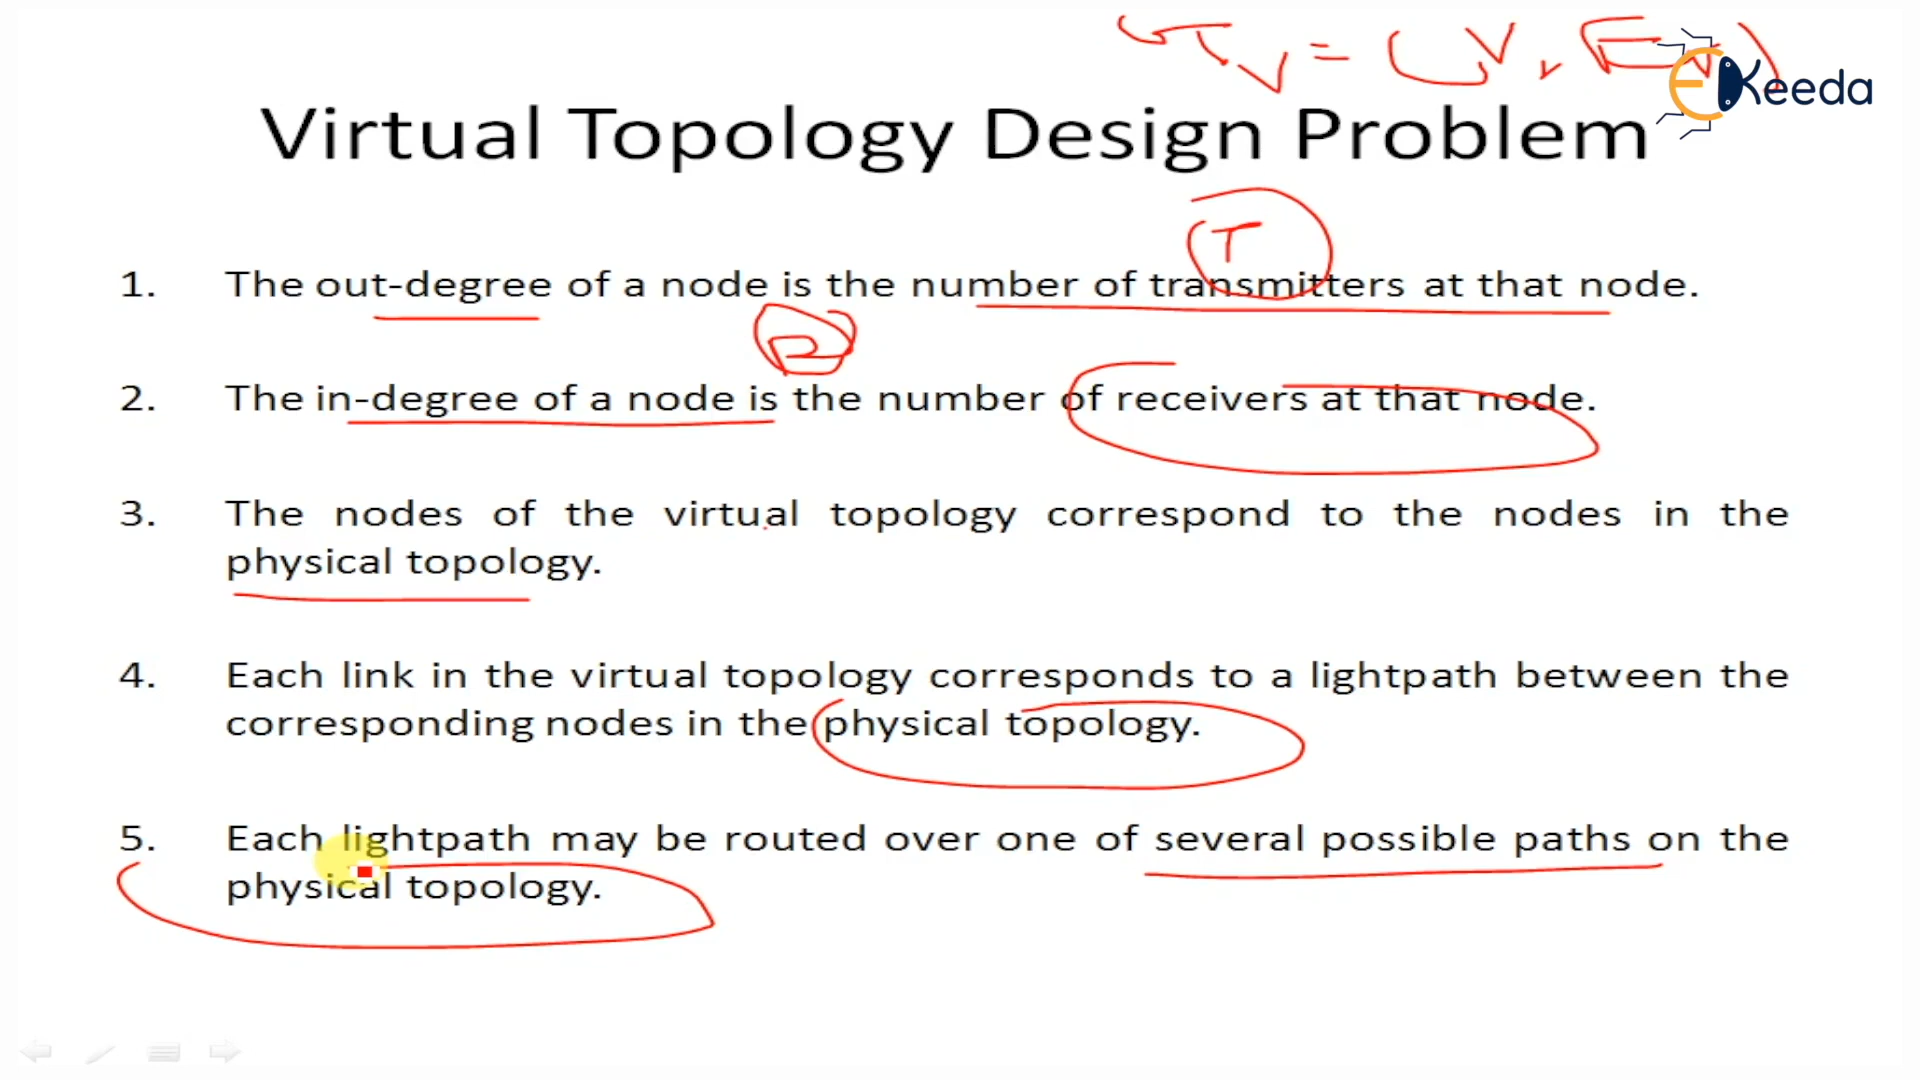 T_V = (V, E_V)
EKeeda
Virtual Topology Design Problem
T
1. The out-degree of a node is the number of transmitters at that node.
R
2. The in-degree of a node is the number of receivers at that node.
3. The nodes of the virtual topology correspond to the nodes in the
physical topology.
4. Each link in the virtual topology corresponds to a lightpath between the
corresponding nodes in the physical topology.
5. Each lightpath may be routed over one of several possible paths on the
physical topology.